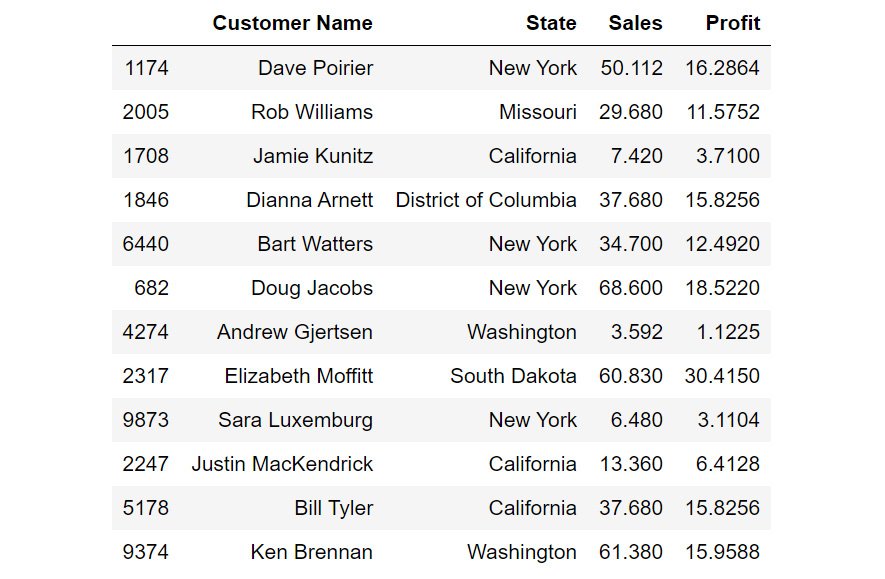 Customer Name State Sales Profit
1174 Dave Poirier New York 50.112 16.2864
2005 Rob Williams Missouri 29.680 11.5752
1708 Jamie Kunitz California 7.420 3.7100
1846 Dianna Arnett District of Columbia 37.680 15.8256
6440 Bart Watters New York 34.700 12.4920
682 Doug Jacobs New York 68.600 18.5220
4274 Andrew Gjertsen Washington 3.592 1.1225
2317 Elizabeth Moffitt South Dakota 60.830 30.4150
9873 Sara Luxemburg New York 6.480 3.1104
2247 Justin MacKendrick California 13.360 6.4128
5178 Bill Tyler California 37.680 15.8256
9374 Ken Brennan Washington 61.380 15.9588